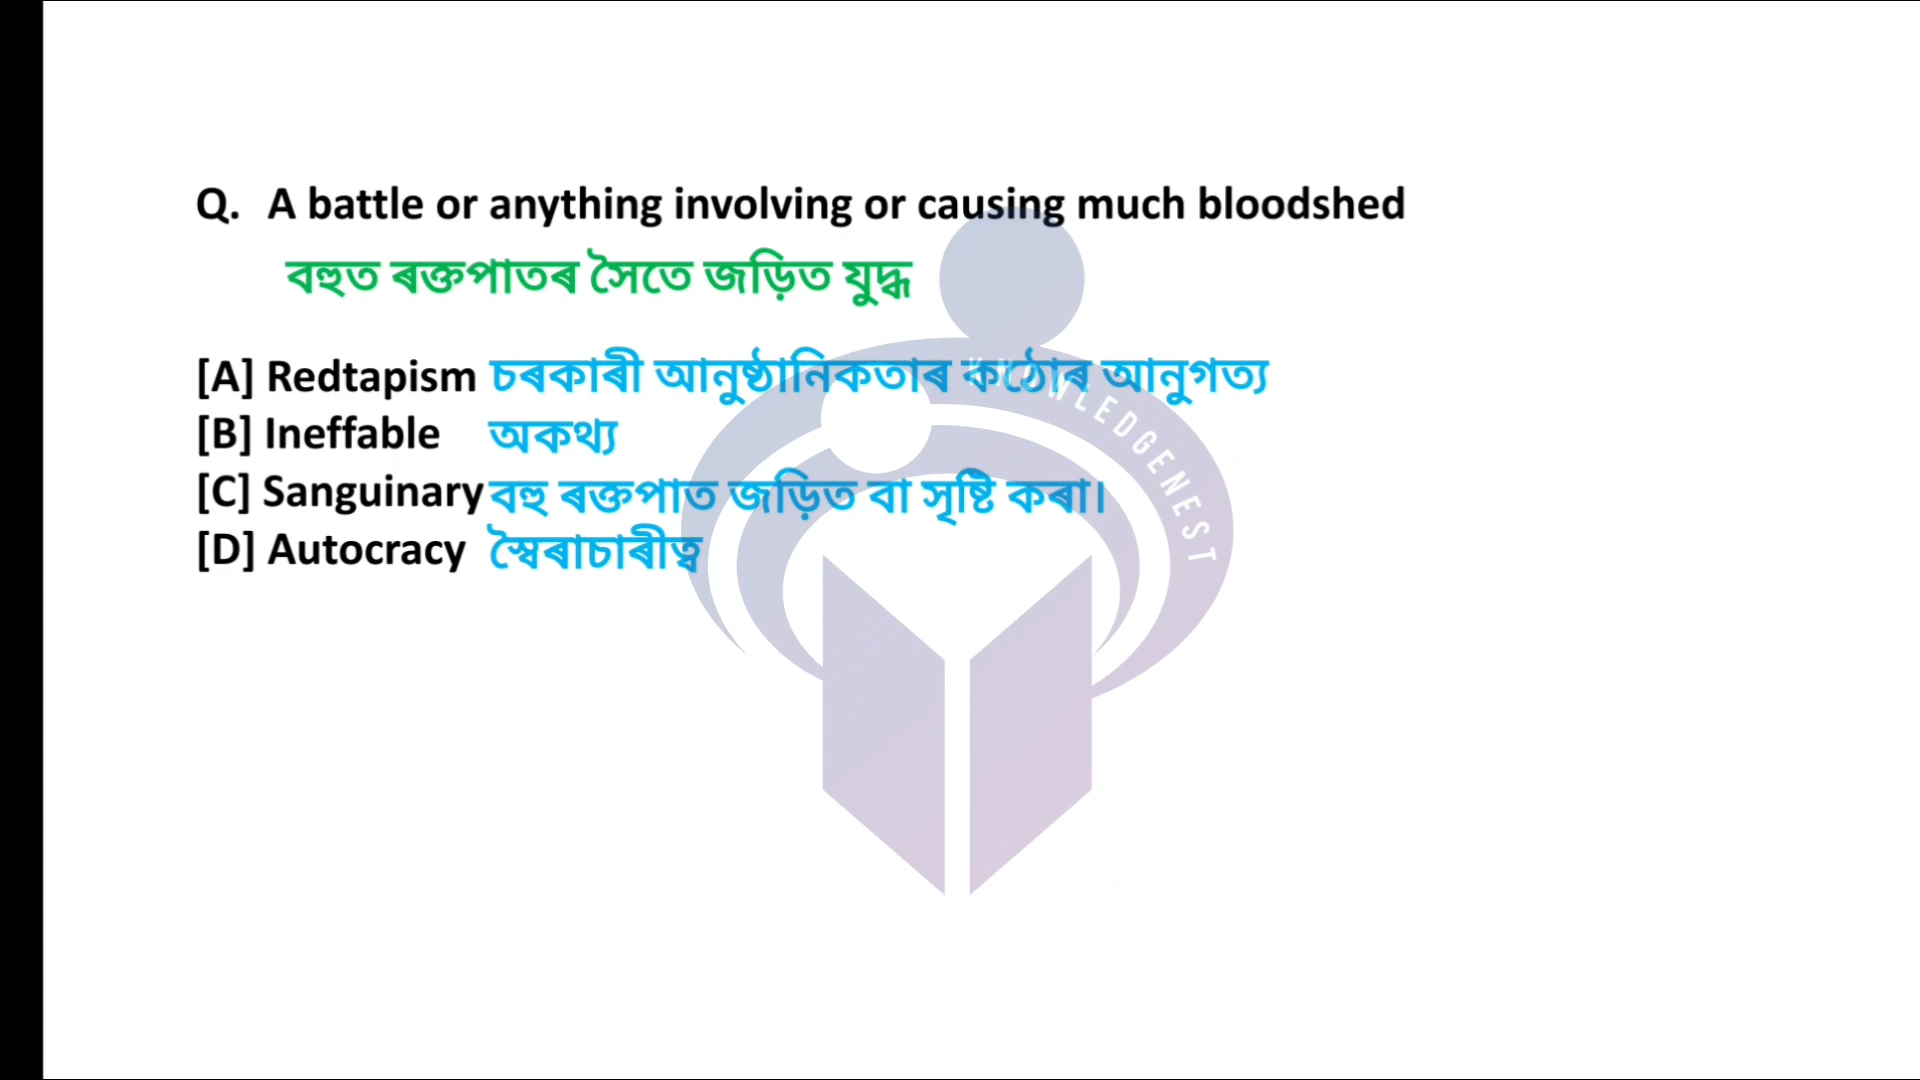 Q. A battle or anything involving or causing much bloodshed
বহুত ৰক্তপাতৰ সৈতে জড়িত যুদ্ধ
[A] Redtapism চৰকাৰী আনুষ্ঠানিকতাৰ কঠোৰ আনুগত্য
[B] Ineffable অকথ্য
[C] Sanguinary বহু ৰক্তপাত জড়িত বা সৃষ্টি কৰা।
[D] Autocracy স্বৈৰাচাৰীত্ব
KNOWLEDGENEST